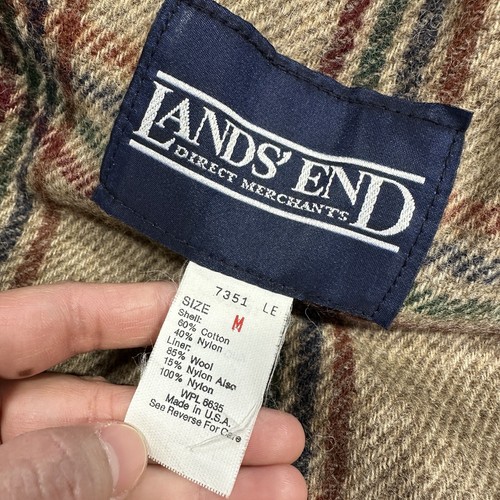 LANDS' END
DIRECT MERCHANTS
7351 LE
SIZE M
Shell:
60% Cotton
40% Nylon
Liner:
85% Wool
15% Nylon Also
100% Nylon
WPL 6635
Made in U.S.A.
See Reverse For Care